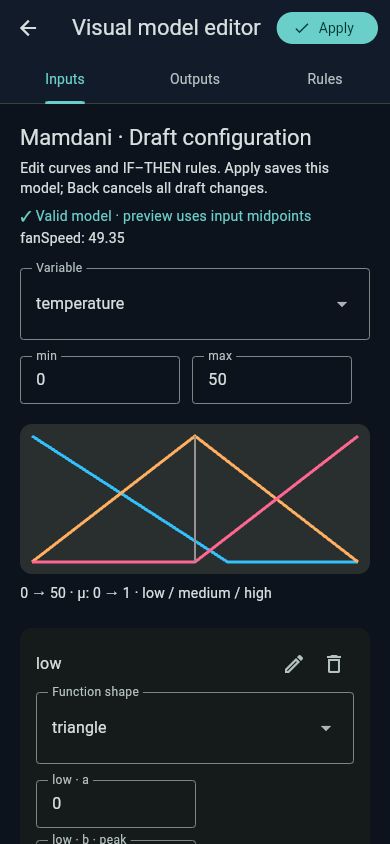 Visual model editor
Apply
Inputs
Outputs
Rules
Mamdani · Draft configuration
Edit curves and IF–THEN rules. Apply saves this
model; Back cancels all draft changes.
✓ Valid model · preview uses input midpoints
fanSpeed: 49.35
Variable
temperature
min
0
max
50
0 → 50 · μ: 0 → 1 · low / medium / high
low
Function shape
triangle
low · a
0
low · b · peak